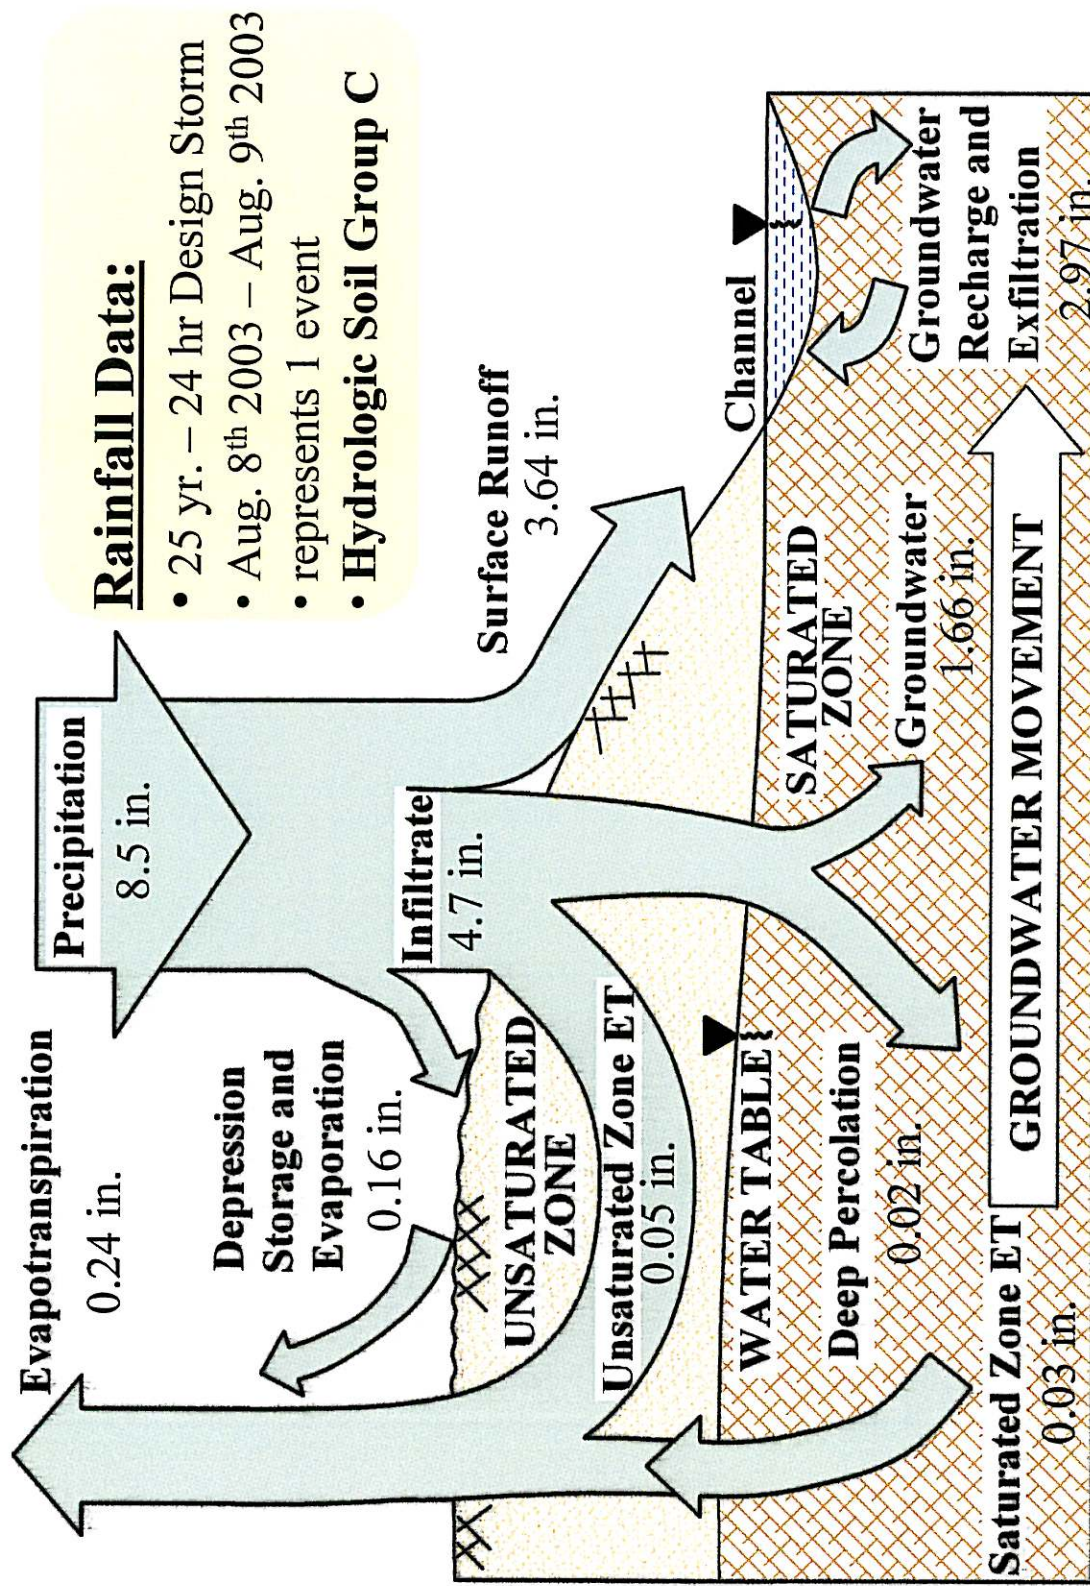 Evapotranspiration
0.24 in.
Precipitation
8.5 in.
Rainfall Data:
• 25 yr. – 24 hr Design Storm
• Aug. 8th 2003 – Aug. 9th 2003
• represents 1 event
• Hydrologic Soil Group C
Depression
Storage and
Evaporation
0.16 in.
Infiltrate
4.7 in.
Surface Runoff
3.64 in.
UNSATURATED
ZONE
Unsaturated Zone ET
0.05 in.
Channel
WATER TABLE
SATURATED
ZONE
Deep Percolation
0.02 in.
Groundwater
1.66 in.
Groundwater
Recharge and
Exfiltration
2.97 in.
Saturated Zone ET
0.03 in.
GROUNDWATER MOVEMENT